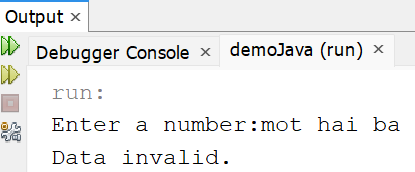 Output ×
Debugger Console × demoJava (run) ×
run:
Enter a number:mot hai ba
Data invalid.